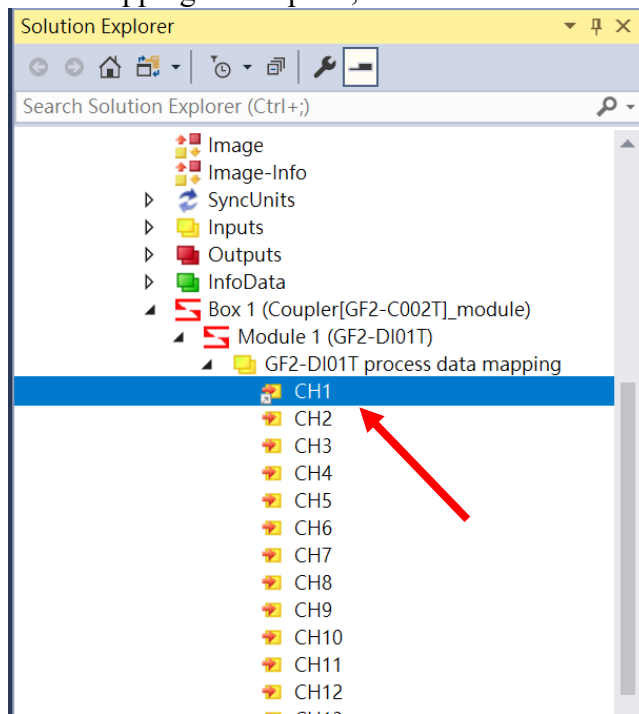 Solution Explorer
Search Solution Explorer (Ctrl+;)
Image
Image-Info
SyncUnits
Inputs
Outputs
InfoData
Box 1 (Coupler[GF2-C002T]_module)
Module 1 (GF2-DI01T)
GF2-DI01T process data mapping
CH1
CH2
CH3
CH4
CH5
CH6
CH7
CH8
CH9
CH10
CH11
CH12